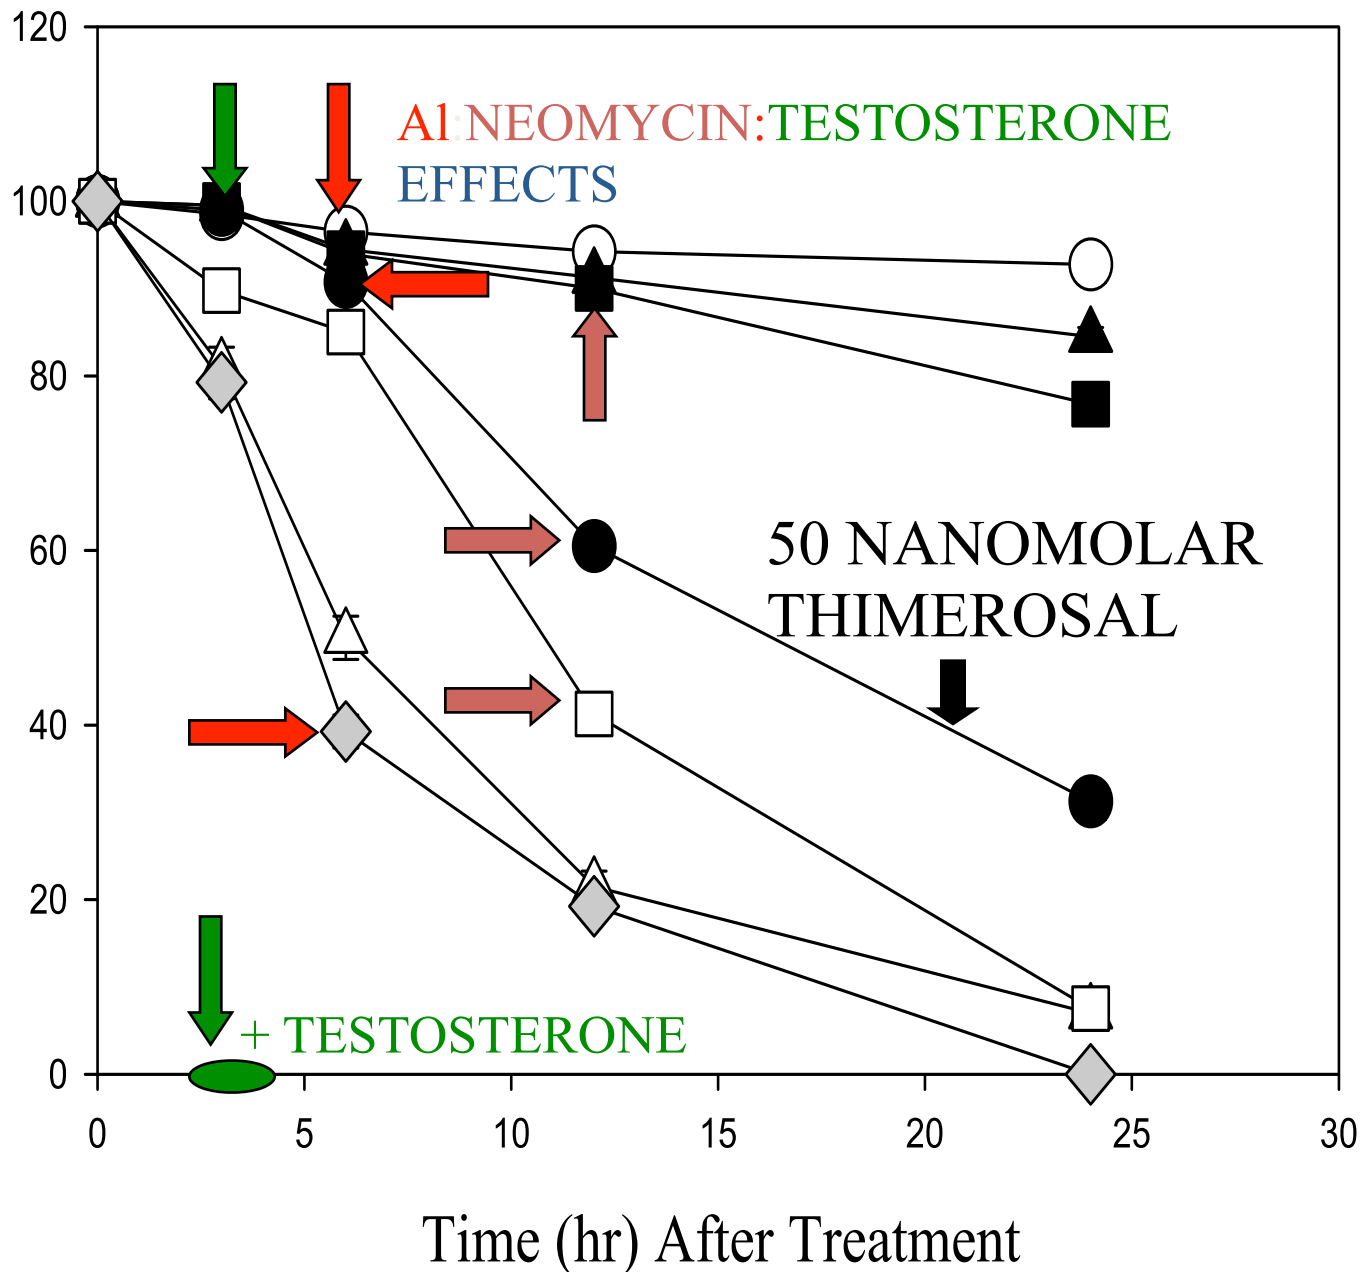 120
Al:NEOMYCIN:TESTOSTERONE
EFFECTS
100
80
50 NANOMOLAR
THIMEROSAL
60
40
20
+ TESTOSTERONE
0
0 5 10 15 20 25 30
Time (hr) After Treatment